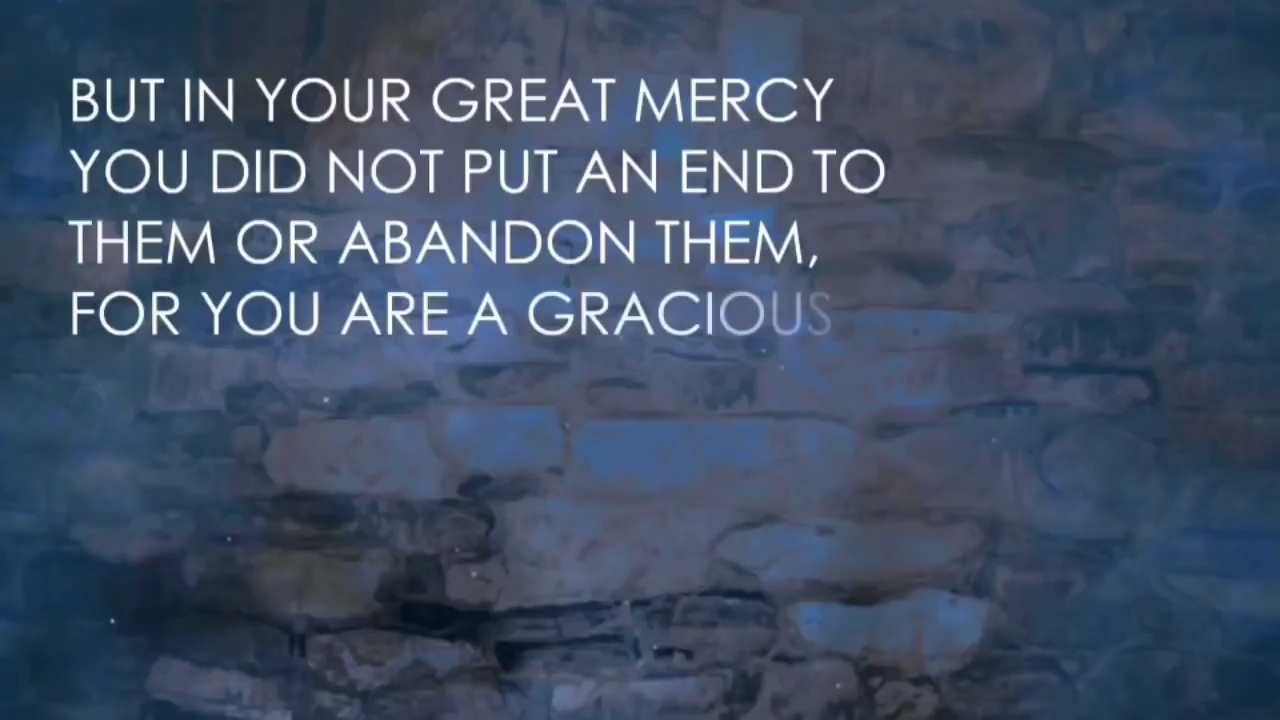 BUT IN YOUR GREAT MERCY
YOU DID NOT PUT AN END TO
THEM OR ABANDON THEM,
FOR YOU ARE A GRACIOUS